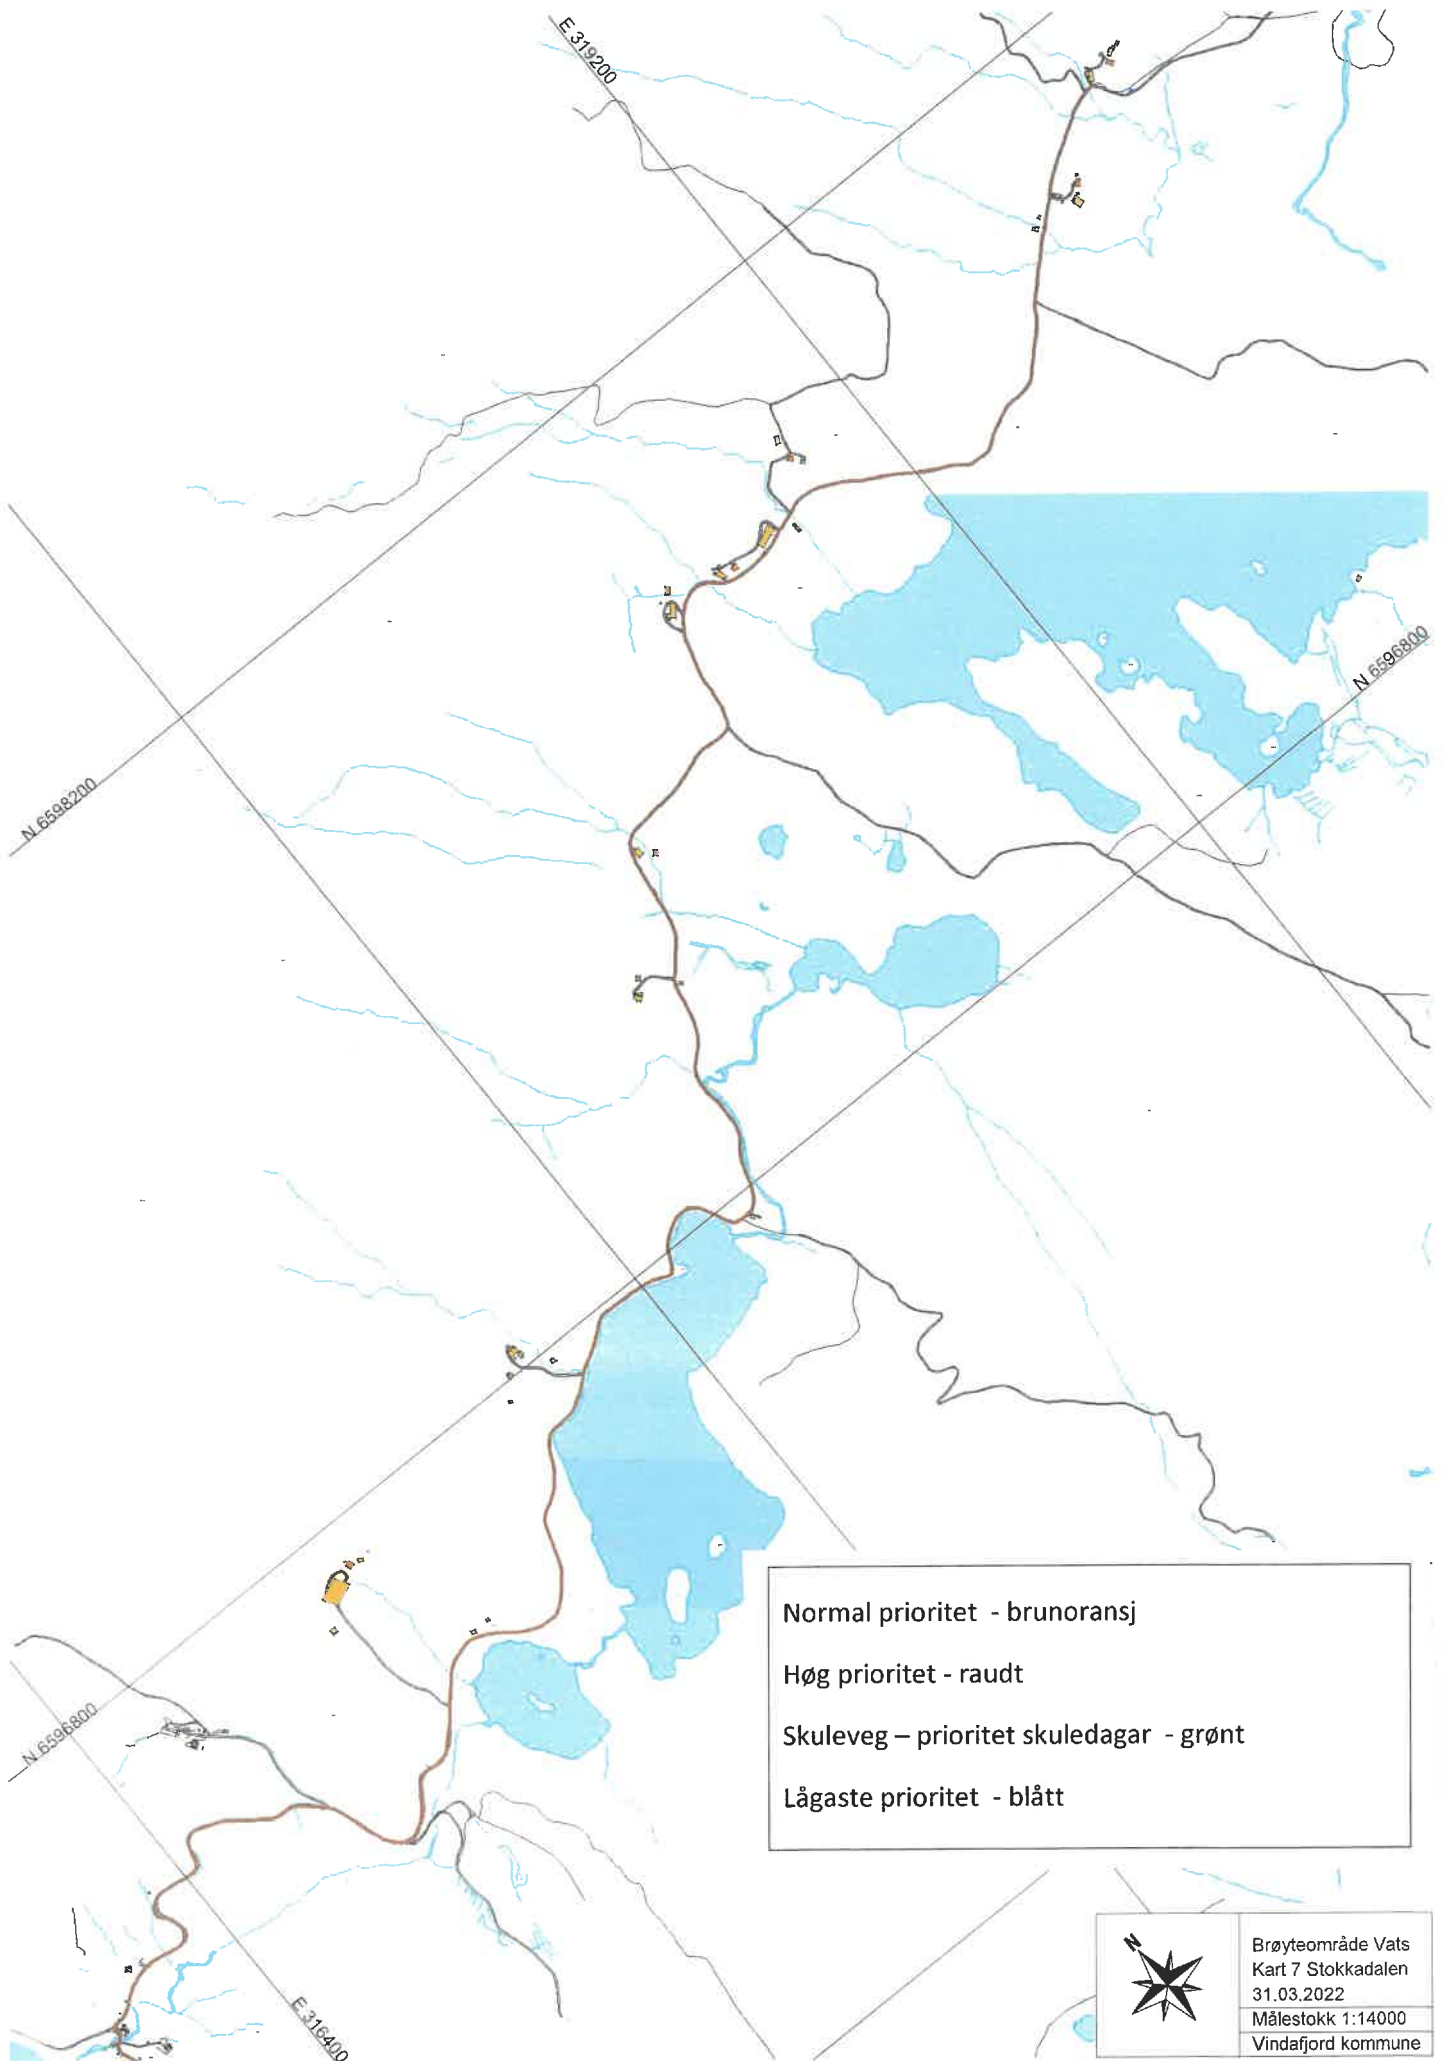 E 319200
N 6596800
N 6598200
N 6596800
E 316400
Normal prioritet - brunoransj
Høg prioritet - raudt
Skuleveg – prioritet skuledagar - grønt
Lågaste prioritet - blått
N
Brøyteområde Vats
Kart 7 Stokkadalen
31.03.2022
Målestokk 1:14000
Vindafjord kommune